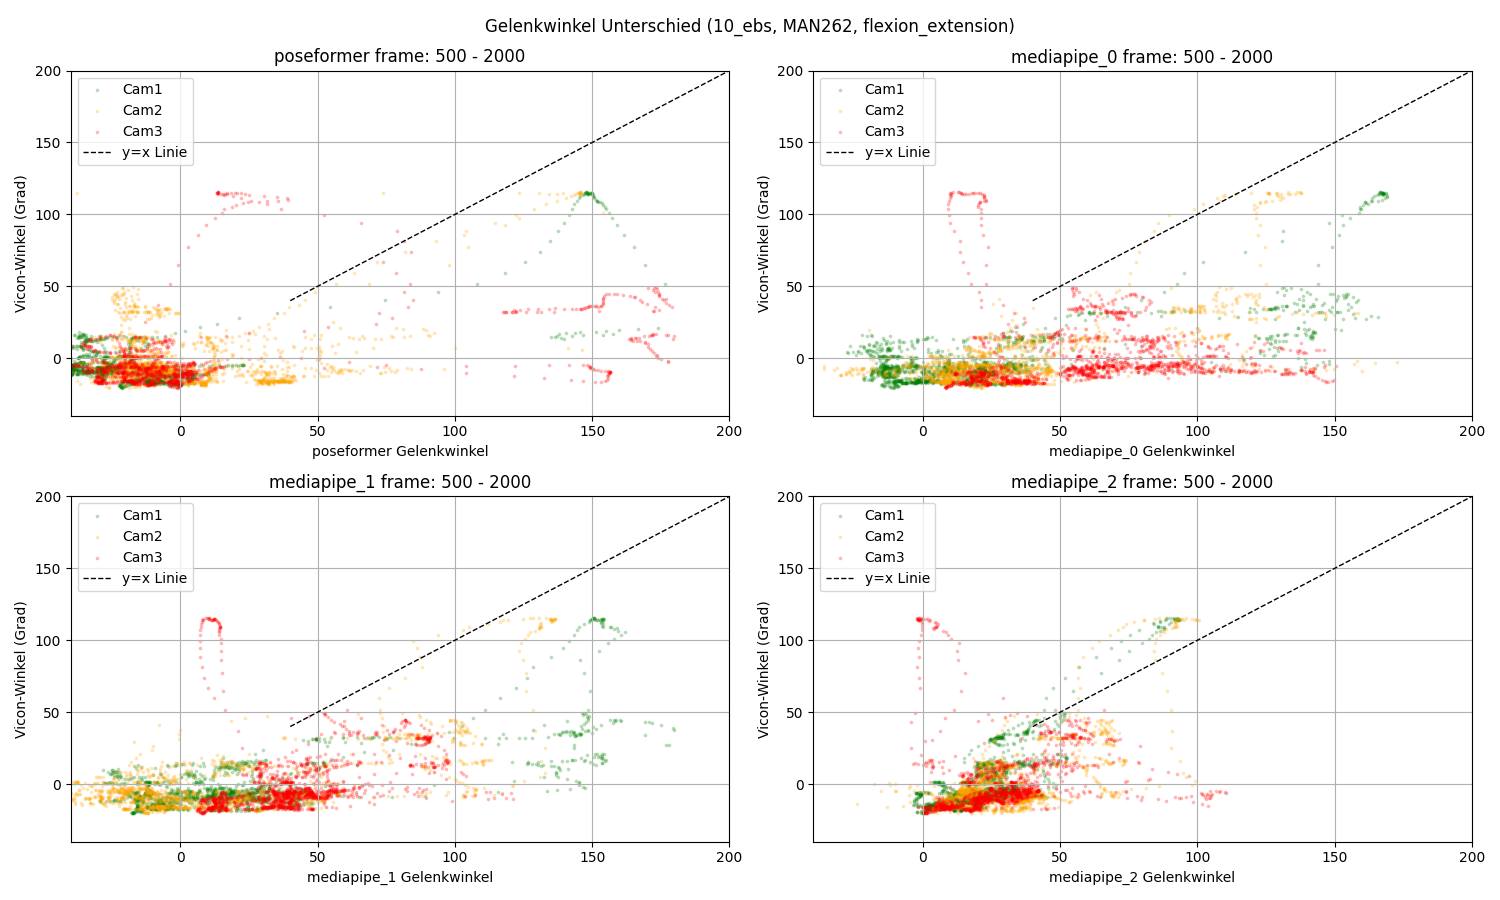 Gelenkwinkel Unterschied (10_ebs, MAN262, flexion_extension)
poseformer frame: 500 - 2000
200
150
100
50
0
Vicon-Winkel (Grad)
Cam1
Cam2
Cam3
y=x Linie
0 50 100 150 200
poseformer Gelenkwinkel
mediapipe_0 frame: 500 - 2000
200
150
100
50
0
Vicon-Winkel (Grad)
Cam1
Cam2
Cam3
y=x Linie
0 50 100 150 200
mediapipe_0 Gelenkwinkel
mediapipe_1 frame: 500 - 2000
200
150
100
50
0
Vicon-Winkel (Grad)
Cam1
Cam2
Cam3
y=x Linie
0 50 100 150 200
mediapipe_1 Gelenkwinkel
mediapipe_2 frame: 500 - 2000
200
150
100
50
0
Vicon-Winkel (Grad)
Cam1
Cam2
Cam3
y=x Linie
0 50 100 150 200
mediapipe_2 Gelenkwinkel